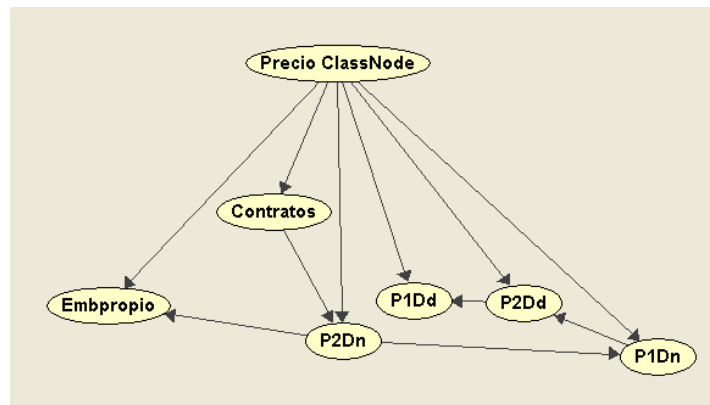 Precio ClassNode
Contratos
Embpropio
P1Dd
P2Dd
P2Dn
P1Dn